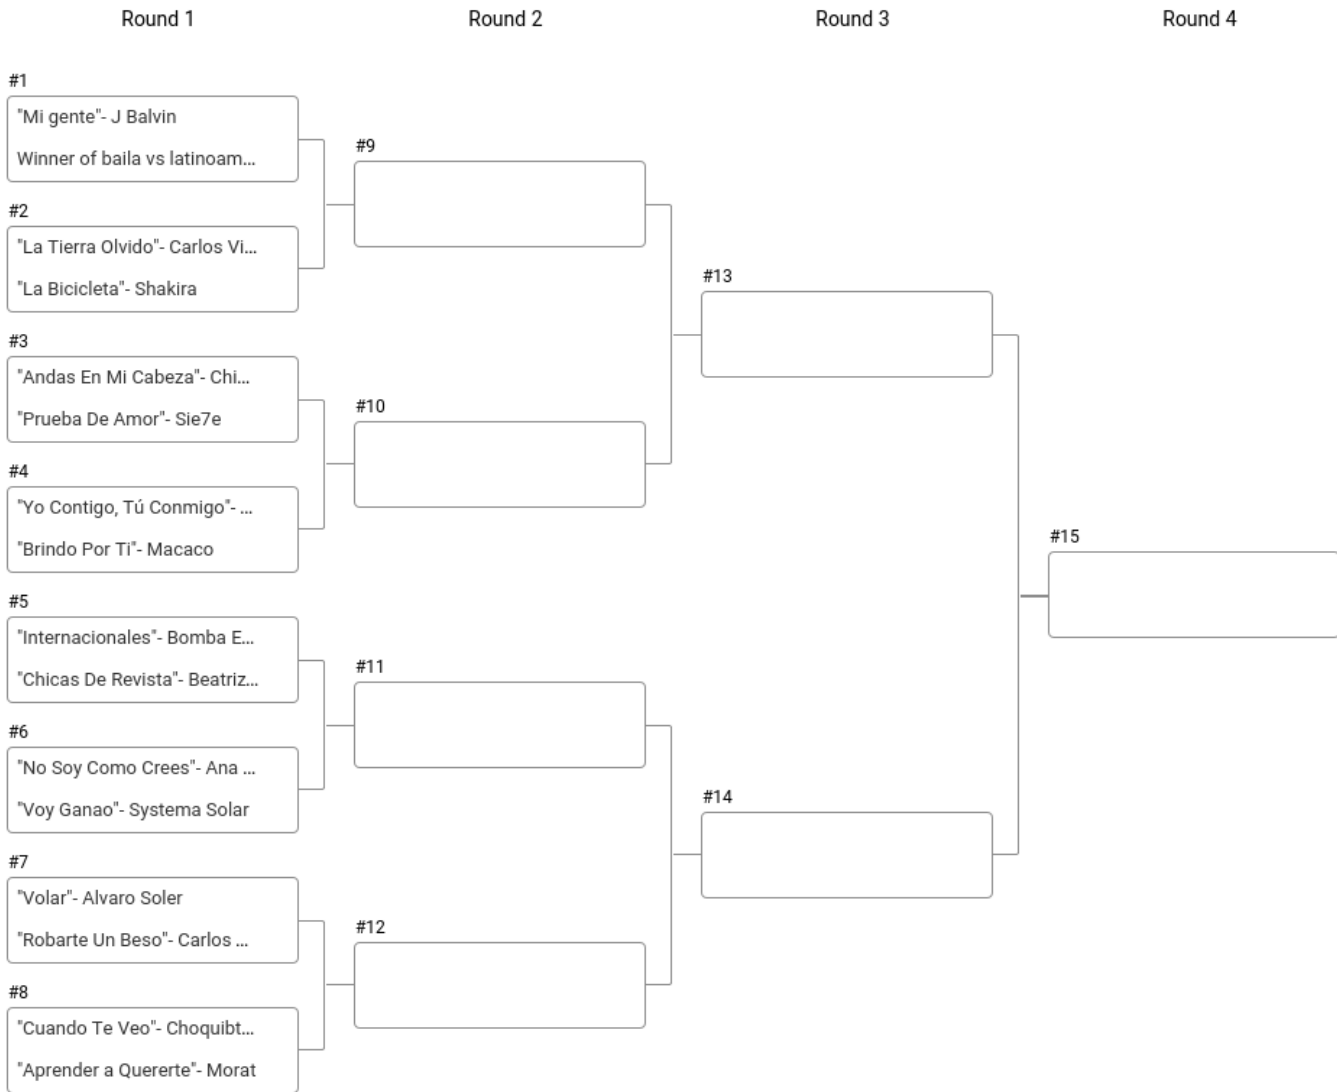 Round 1
Round 2
Round 3
Round 4
#1
"Mi gente"- J Balvin
Winner of baila vs latinoam...
#2
"La Tierra Olvido"- Carlos Vi...
"La Bicicleta"- Shakira
#3
"Andas En Mi Cabeza"- Chi...
"Prueba De Amor"- Sie7e
#4
"Yo Contigo, Tú Conmigo"- ...
"Brindo Por Ti"- Macaco
#5
"Internacionales"- Bomba E...
"Chicas De Revista"- Beatriz...
#6
"No Soy Como Crees"- Ana ...
"Voy Ganao"- Systema Solar
#7
"Volar"- Alvaro Soler
"Robarte Un Beso"- Carlos ...
#8
"Cuando Te Veo"- Choquibt...
"Aprender a Quererte"- Morat
#9
#10
#11
#12
#13
#14
#15